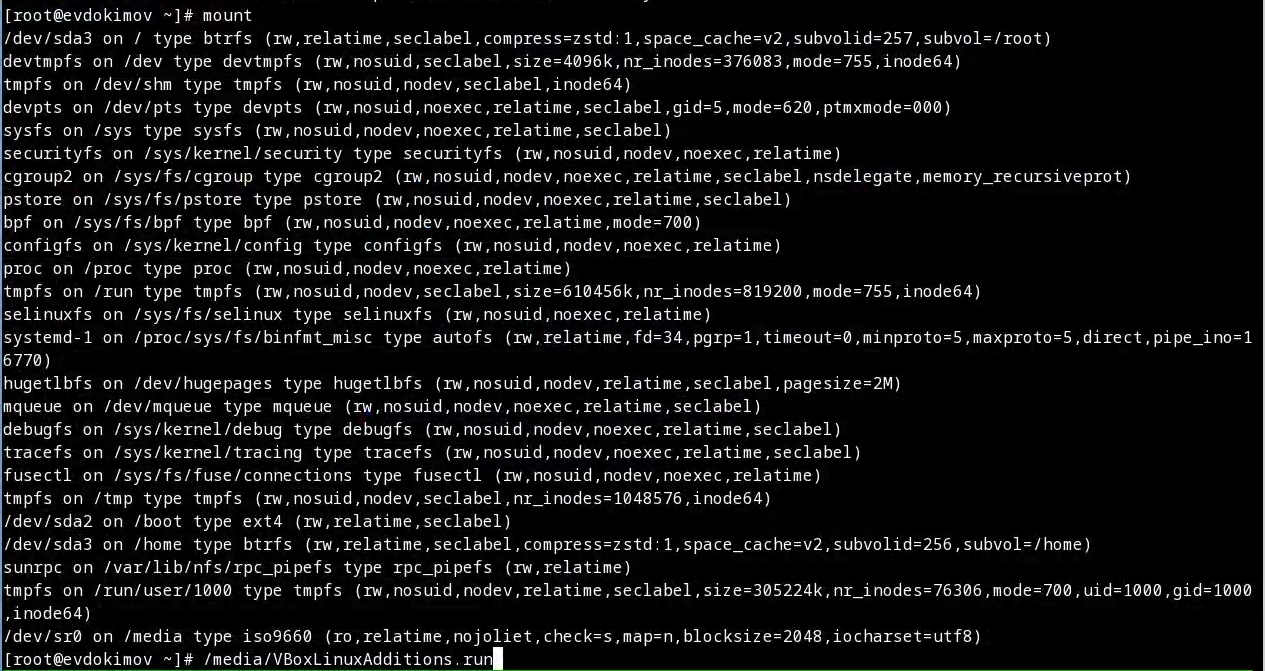 [root@evdokimov ~]# mount
/dev/sda3 on / type btrfs (rw,relatime,seclabel,compress=zstd:1,space_cache=v2,subvolid=257,subvol=/root)
devtmpfs on /dev type devtmpfs (rw,nosuid,seclabel,size=4096k,nr_inodes=376083,mode=755,inode64)
tmpfs on /dev/shm type tmpfs (rw,nosuid,nodev,seclabel,inode64)
devpts on /dev/pts type devpts (rw,nosuid,noexec,relatime,seclabel,gid=5,mode=620,ptmxmode=000)
sysfs on /sys type sysfs (rw,nosuid,nodev,noexec,relatime,seclabel)
securityfs on /sys/kernel/security type securityfs (rw,nosuid,nodev,noexec,relatime)
cgroup2 on /sys/fs/cgroup type cgroup2 (rw,nosuid,nodev,noexec,relatime,seclabel,nsdelegate,memory_recursiveprot)
pstore on /sys/fs/pstore type pstore (rw,nosuid,nodev,noexec,relatime,seclabel)
bpf on /sys/fs/bpf type bpf (rw,nosuid,nodev,noexec,relatime,mode=700)
configfs on /sys/kernel/config type configfs (rw,nosuid,nodev,noexec,relatime)
proc on /proc type proc (rw,nosuid,nodev,noexec,relatime)
tmpfs on /run type tmpfs (rw,nosuid,nodev,seclabel,size=610456k,nr_inodes=819200,mode=755,inode64)
selinuxfs on /sys/fs/selinux type selinuxfs (rw,nosuid,noexec,relatime)
systemd-1 on /proc/sys/fs/binfmt_misc type autofs (rw,relatime,fd=34,pgrp=1,timeout=0,minproto=5,maxproto=5,direct,pipe_ino=1
6770)
hugetlbfs on /dev/hugepages type hugetlbfs (rw,nosuid,nodev,relatime,seclabel,pagesize=2M)
mqueue on /dev/mqueue type mqueue (rw,nosuid,nodev,noexec,relatime,seclabel)
debugfs on /sys/kernel/debug type debugfs (rw,nosuid,nodev,noexec,relatime,seclabel)
tracefs on /sys/kernel/tracing type tracefs (rw,nosuid,nodev,noexec,relatime,seclabel)
fusectl on /sys/fs/fuse/connections type fusectl (rw,nosuid,nodev,noexec,relatime)
tmpfs on /tmp type tmpfs (rw,nosuid,nodev,seclabel,nr_inodes=1048576,inode64)
/dev/sda2 on /boot type ext4 (rw,relatime,seclabel)
/dev/sda3 on /home type btrfs (rw,relatime,seclabel,compress=zstd:1,space_cache=v2,subvolid=256,subvol=/home)
sunrpc on /var/lib/nfs/rpc_pipefs type rpc_pipefs (rw,relatime)
tmpfs on /run/user/1000 type tmpfs (rw,nosuid,nodev,relatime,seclabel,size=305224k,nr_inodes=76306,mode=700,uid=1000,gid=1000
,inode64)
/dev/sr0 on /media type iso9660 (ro,relatime,nojoliet,check=s,map=n,blocksize=2048,iocharset=utf8)
[root@evdokimov ~]# /media/VBoxLinuxAdditions.run